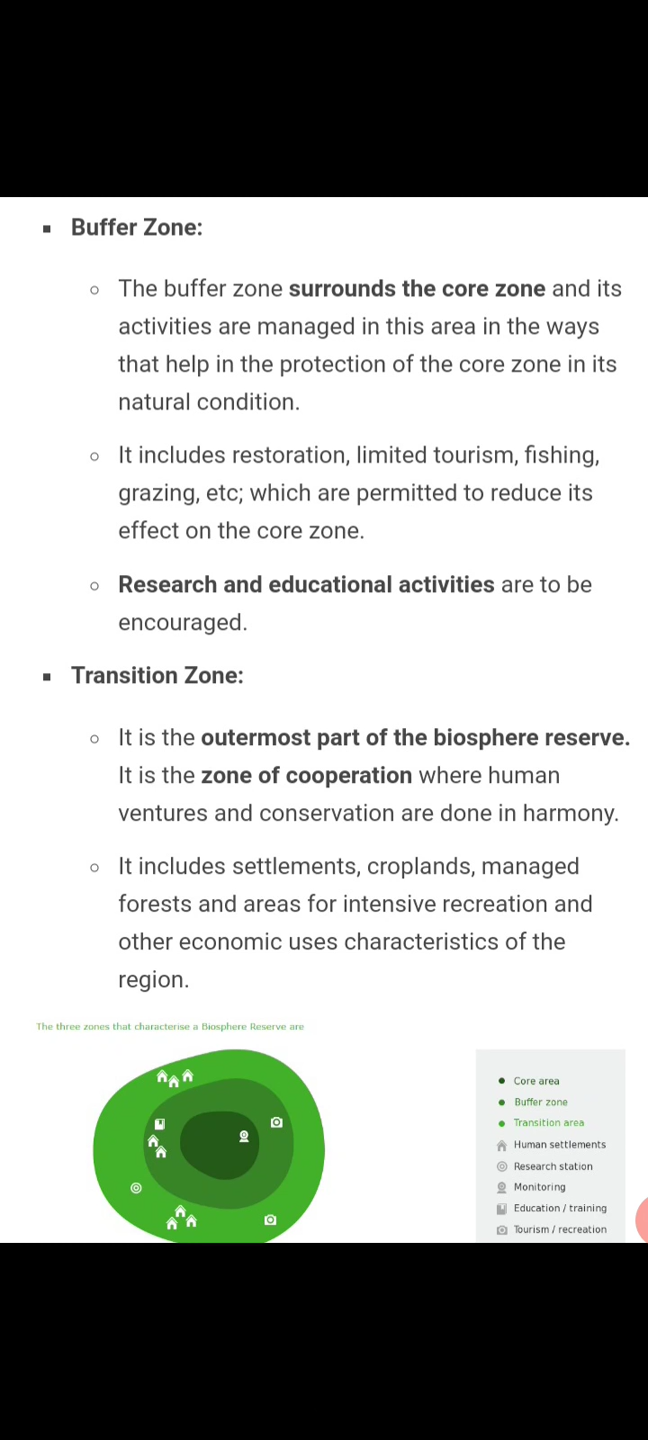 Buffer Zone:
The buffer zone surrounds the core zone and its
activities are managed in this area in the ways
that help in the protection of the core zone in its
natural condition.
It includes restoration, limited tourism, fishing,
grazing, etc; which are permitted to reduce its
effect on the core zone.
Research and educational activities are to be
encouraged.
Transition Zone:
It is the outermost part of the biosphere reserve.
It is the zone of cooperation where human
ventures and conservation are done in harmony.
It includes settlements, croplands, managed
forests and areas for intensive recreation and
other economic uses characteristics of the
region.
The three zones that characterise a Biosphere Reserve are
Core area
Buffer zone
Transition area
Human settlements
Research station
Monitoring
Education / training
Tourism / recreation